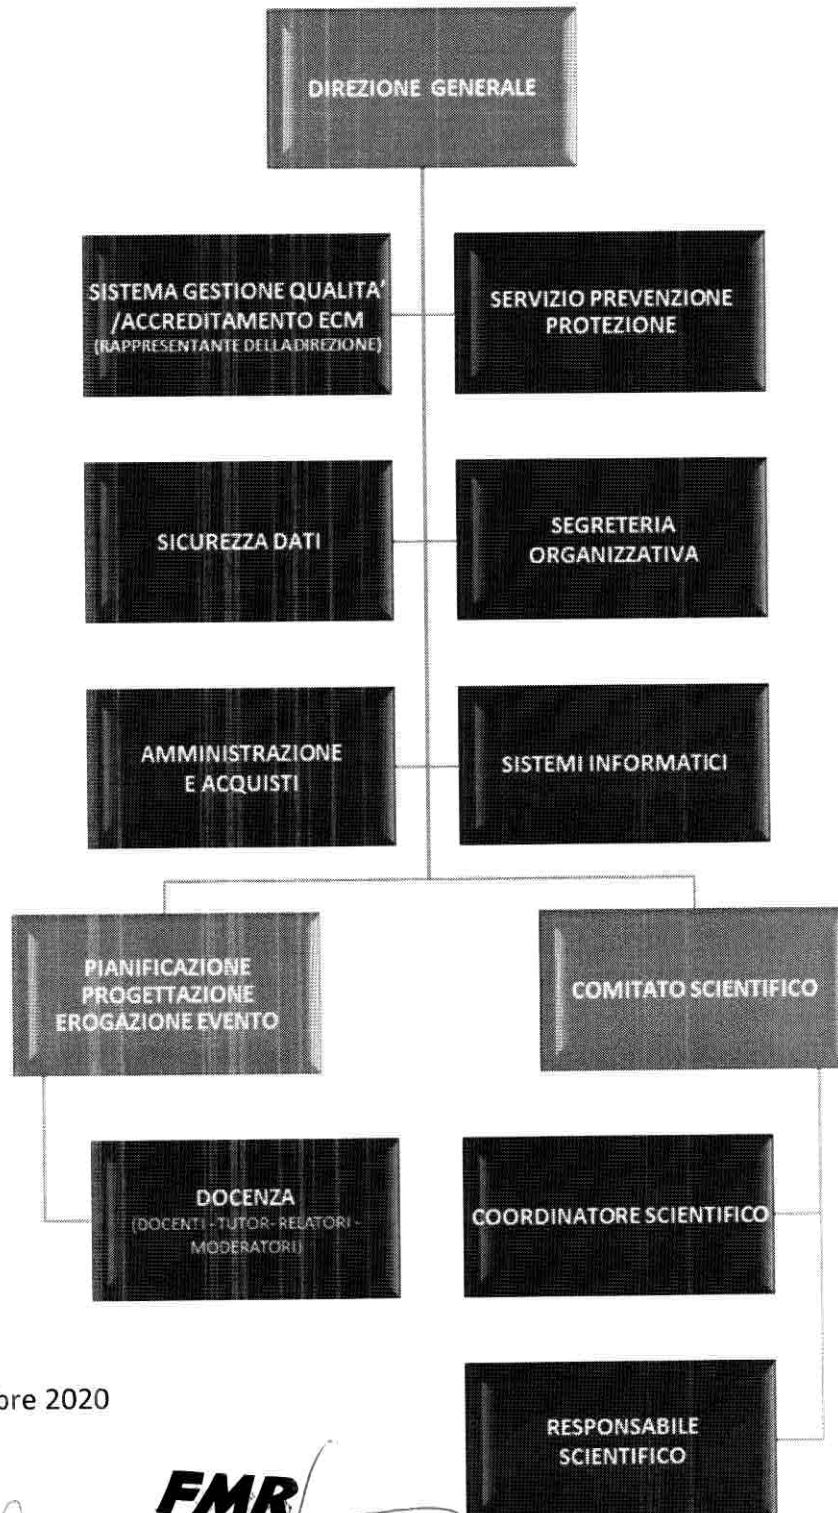 DIREZIONE GENERALE
SISTEMA GESTIONE QUALITA'
/ACCREDITAMENTO ECM
(RAPPRESENTANTE DELLA DIREZIONE)
SERVIZIO PREVENZIONE
PROTEZIONE
SICUREZZA DATI
SEGRETERIA
ORGANIZZATIVA
AMMINISTRAZIONE
E ACQUISTI
SISTEMI INFORMATICI
PIANIFICAZIONE
PROGETTAZIONE
EROGAZIONE EVENTO
COMITATO SCIENTIFICO
DOCENZA
(DOCENTI - TUTOR- RELATORI -
MODERATORI)
COORDINATORE SCIENTIFICO
RESPONSABILE
SCIENTIFICO
2020
FMR